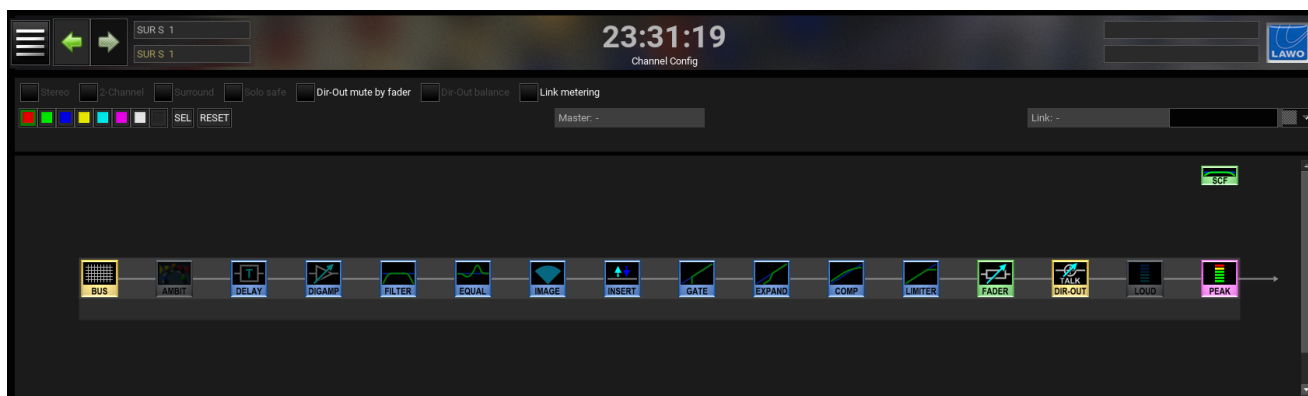 SUR S 1
SUR S 1
23:31:19
Channel Config
LAWO
Stereo 2-Channel Surround Solo safe Dir-Out mute by fader Dir-Out balance Link metering
SEL RESET Master: - Link: -
SCF
T
TALK
BUS AMBIT DELAY DIGAMP FILTER EQUAL IMAGE INSERT GATE EXPAND COMP LIMITER FADER DIR-OUT LOUD PEAK